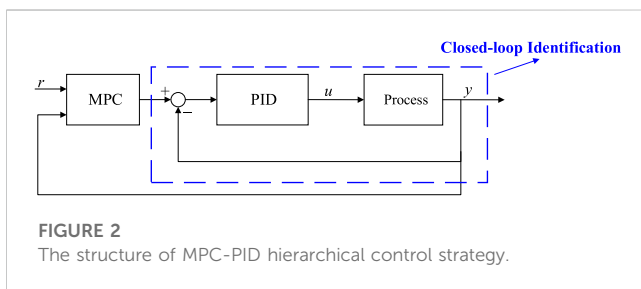 Closed-loop Identification
r
MPC
+
−
PID
u
Process
y
FIGURE 2
The structure of MPC-PID hierarchical control strategy.